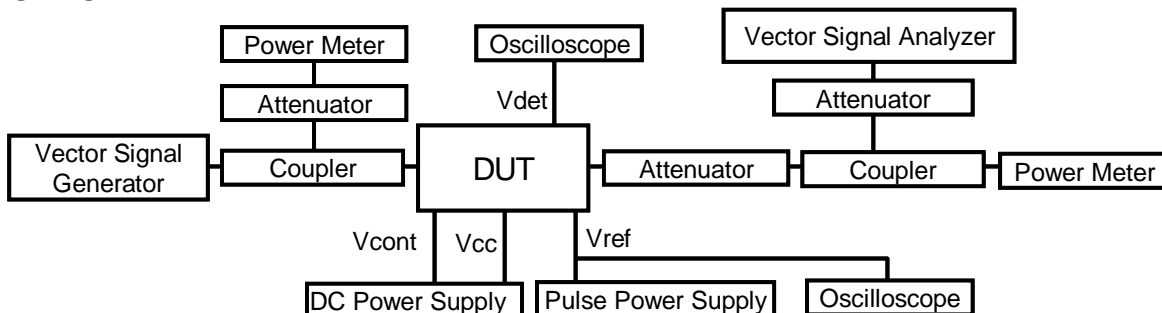 Power Meter
Oscilloscope
Vector Signal Analyzer
Attenuator
Vdet
Attenuator
Vector Signal
Generator
Coupler
DUT
Attenuator
Coupler
Power Meter
Vcont
Vcc
Vref
DC Power Supply
Pulse Power Supply
Oscilloscope